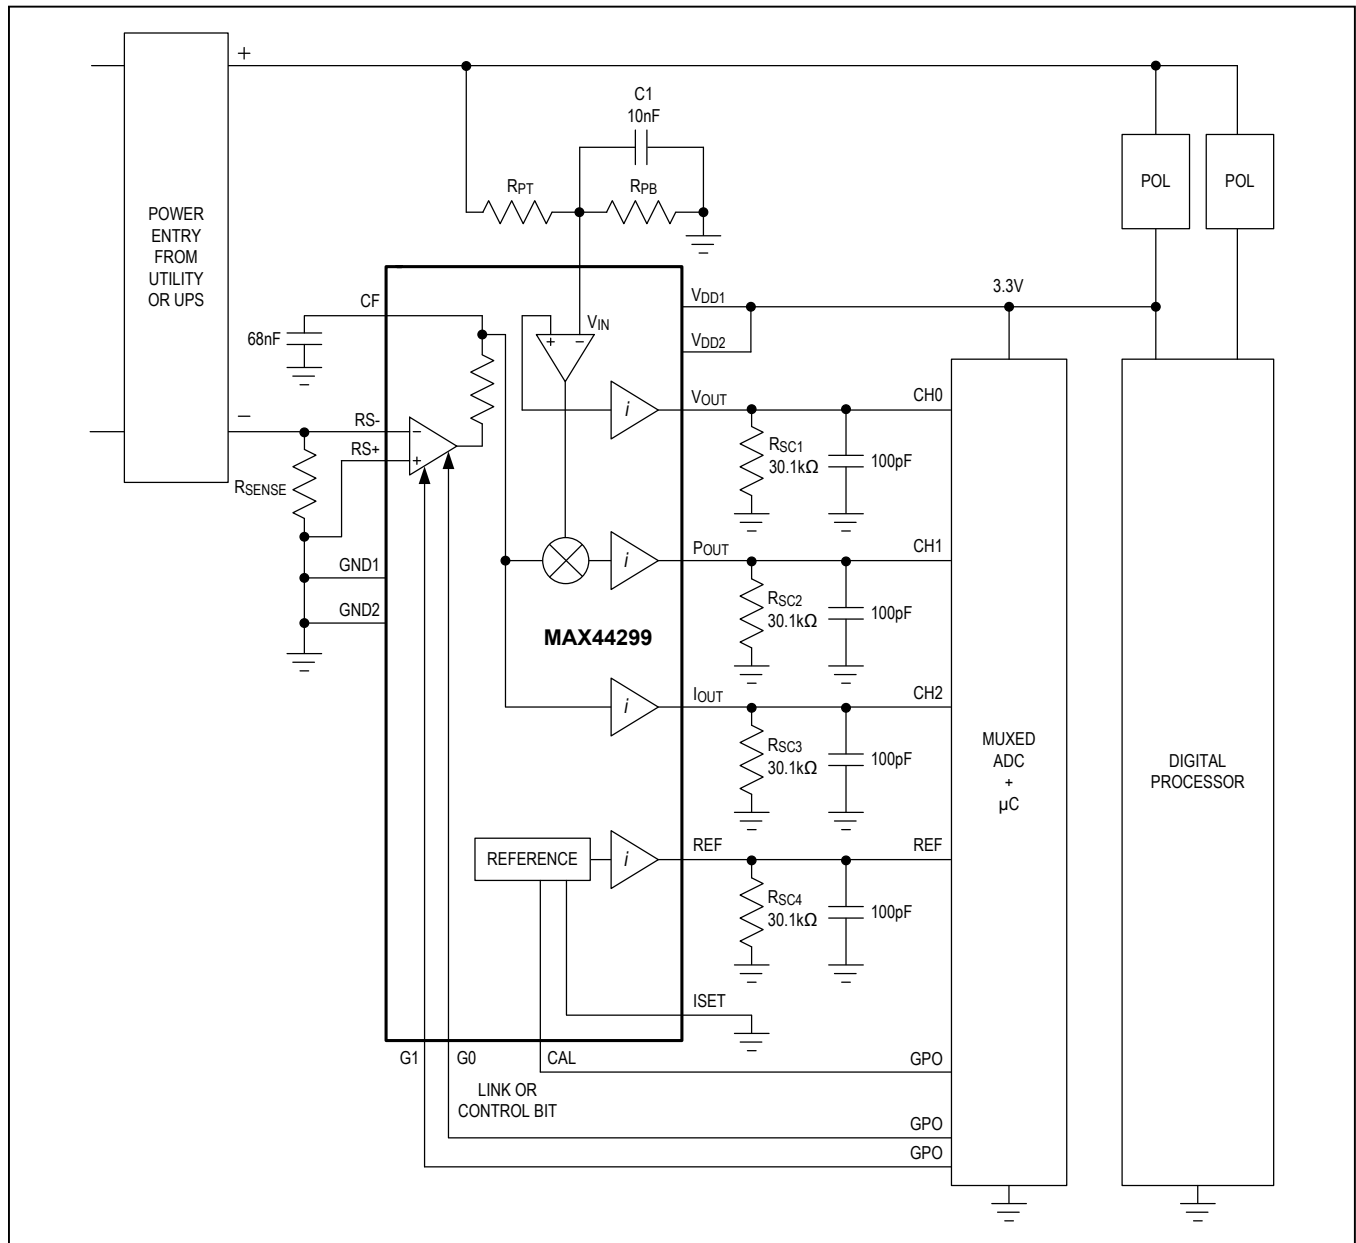 +
C1
10nF
RPT
RPB
POL
POL
POWER
ENTRY
FROM
UTILITY
OR UPS
CF
68nF
VIN
+
−
VDD1
3.3V
VDD2
i
VOUT
CH0
−
RS-
−
RS+
+
RSENSE
RSC1
30.1kΩ
100pF
i
POUT
CH1
GND1
GND2
RSC2
30.1kΩ
100pF
MAX44299
i
IOUT
CH2
RSC3
30.1kΩ
100pF
MUXED
ADC
+
µC
DIGITAL
PROCESSOR
REFERENCE
i
REF
REF
RSC4
30.1kΩ
100pF
ISET
G1
G0
CAL
GPO
LINK OR
CONTROL BIT
GPO
GPO